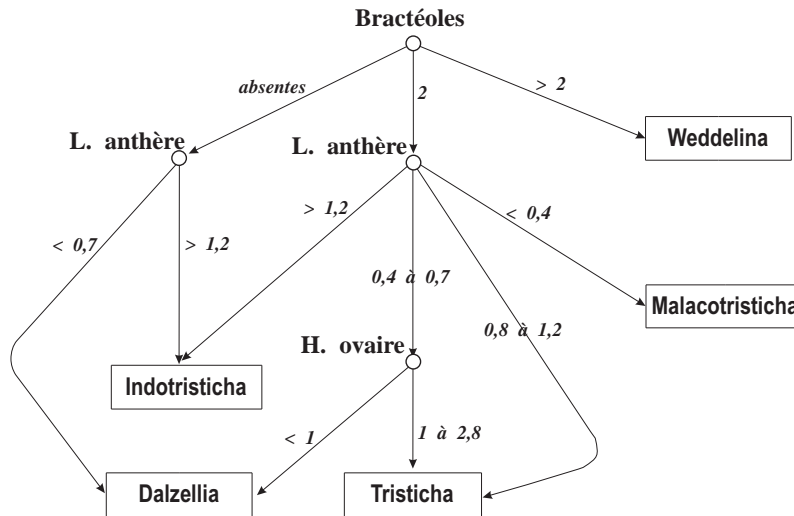 Bractéoles
absentes
2
> 2
L. anthère
L. anthère
Weddelina
< 0,7
> 1,2
> 1,2
0,4 à 0,7
0,8 à 1,2
< 0,4
Malacotristicha
H. ovaire
Indotristicha
< 1
1 à 2,8
Dalzellia
Tristicha